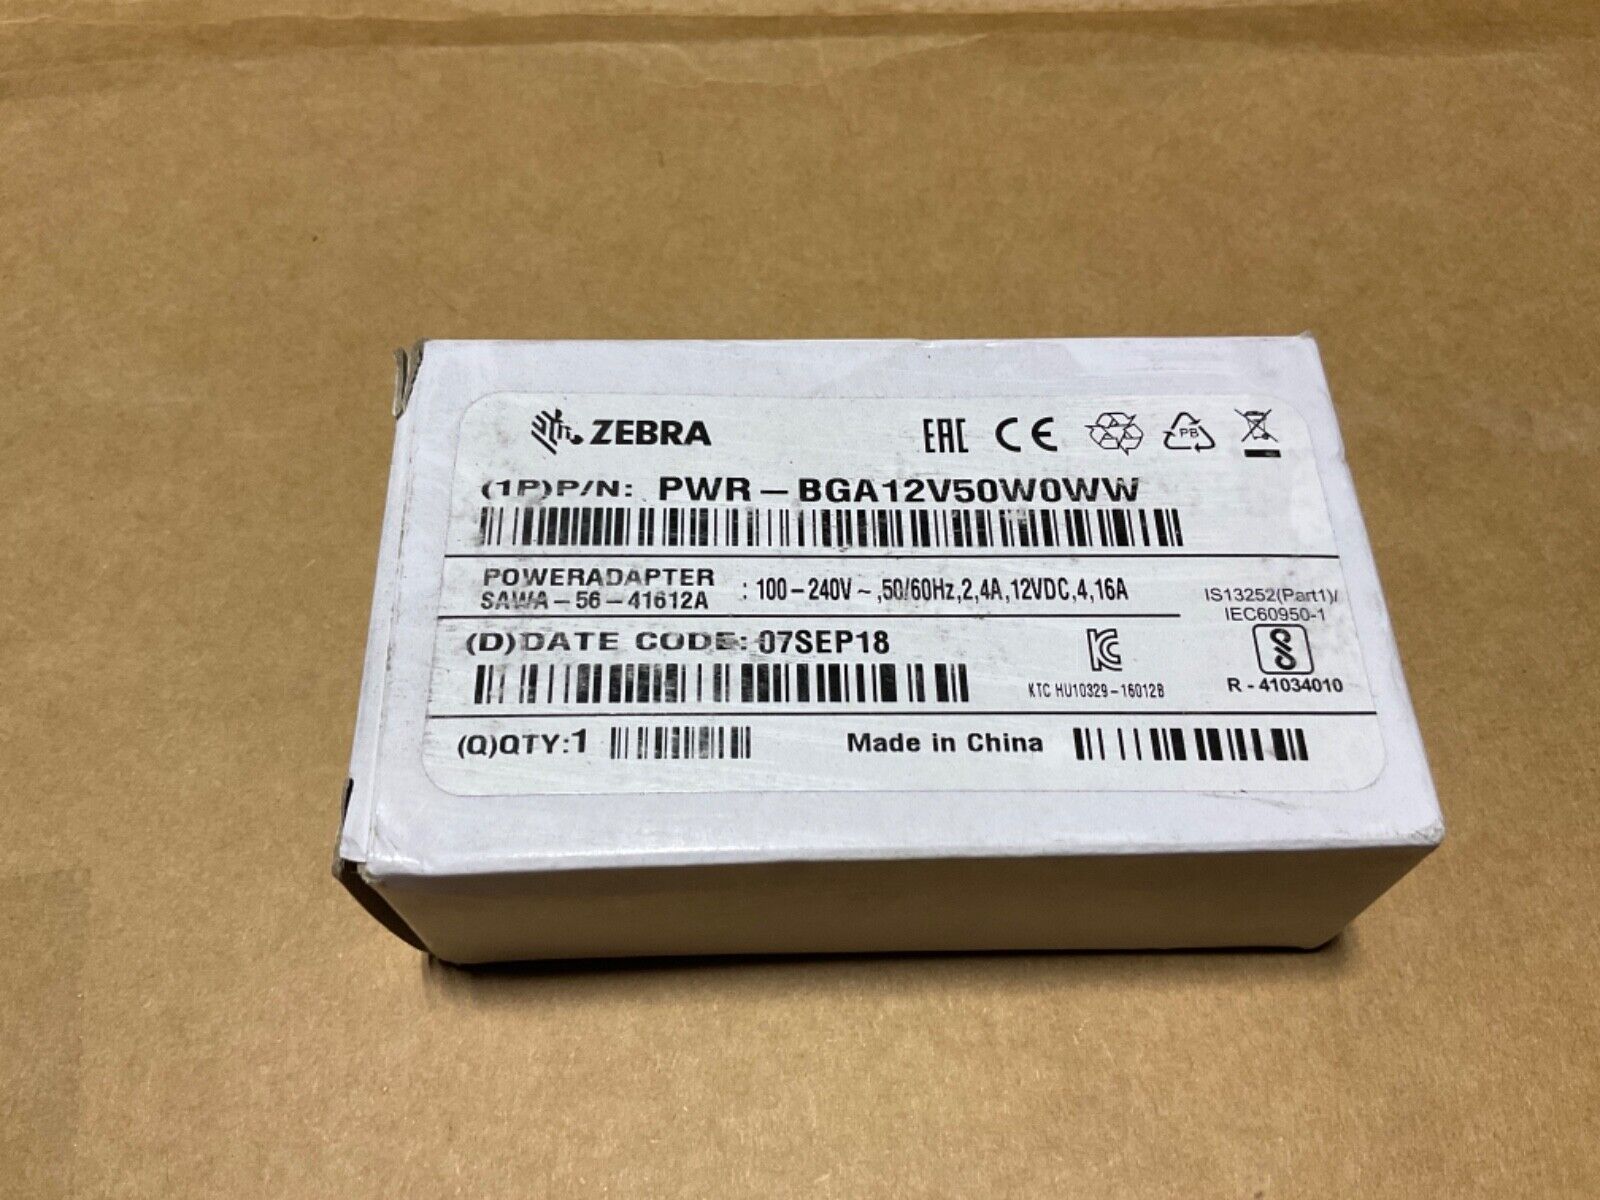 ZEBRA
EAC CE PB
(1P)P/N: PWR-BGA12V50W0WW
POWERADAPTER
SAWA-56-41612A
: 100-240V~,50/60Hz,2,4A,12VDC,4,16A
IS13252(Part1)/
IEC60950-1
(D)DATE CODE: 07SEP18
KTC HU10329-16012B
R-41034010
(Q)QTY:1
Made in China